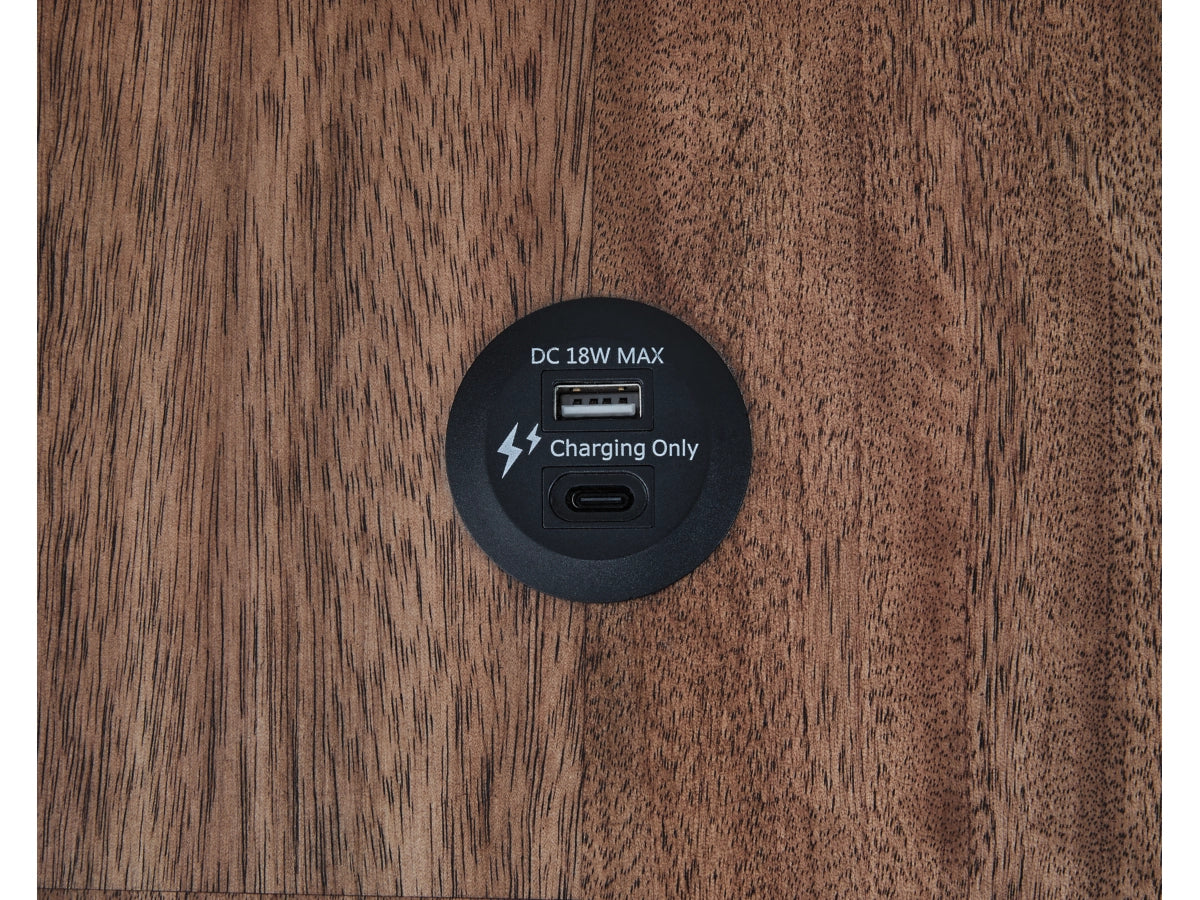 DC 18W MAX
Charging Only